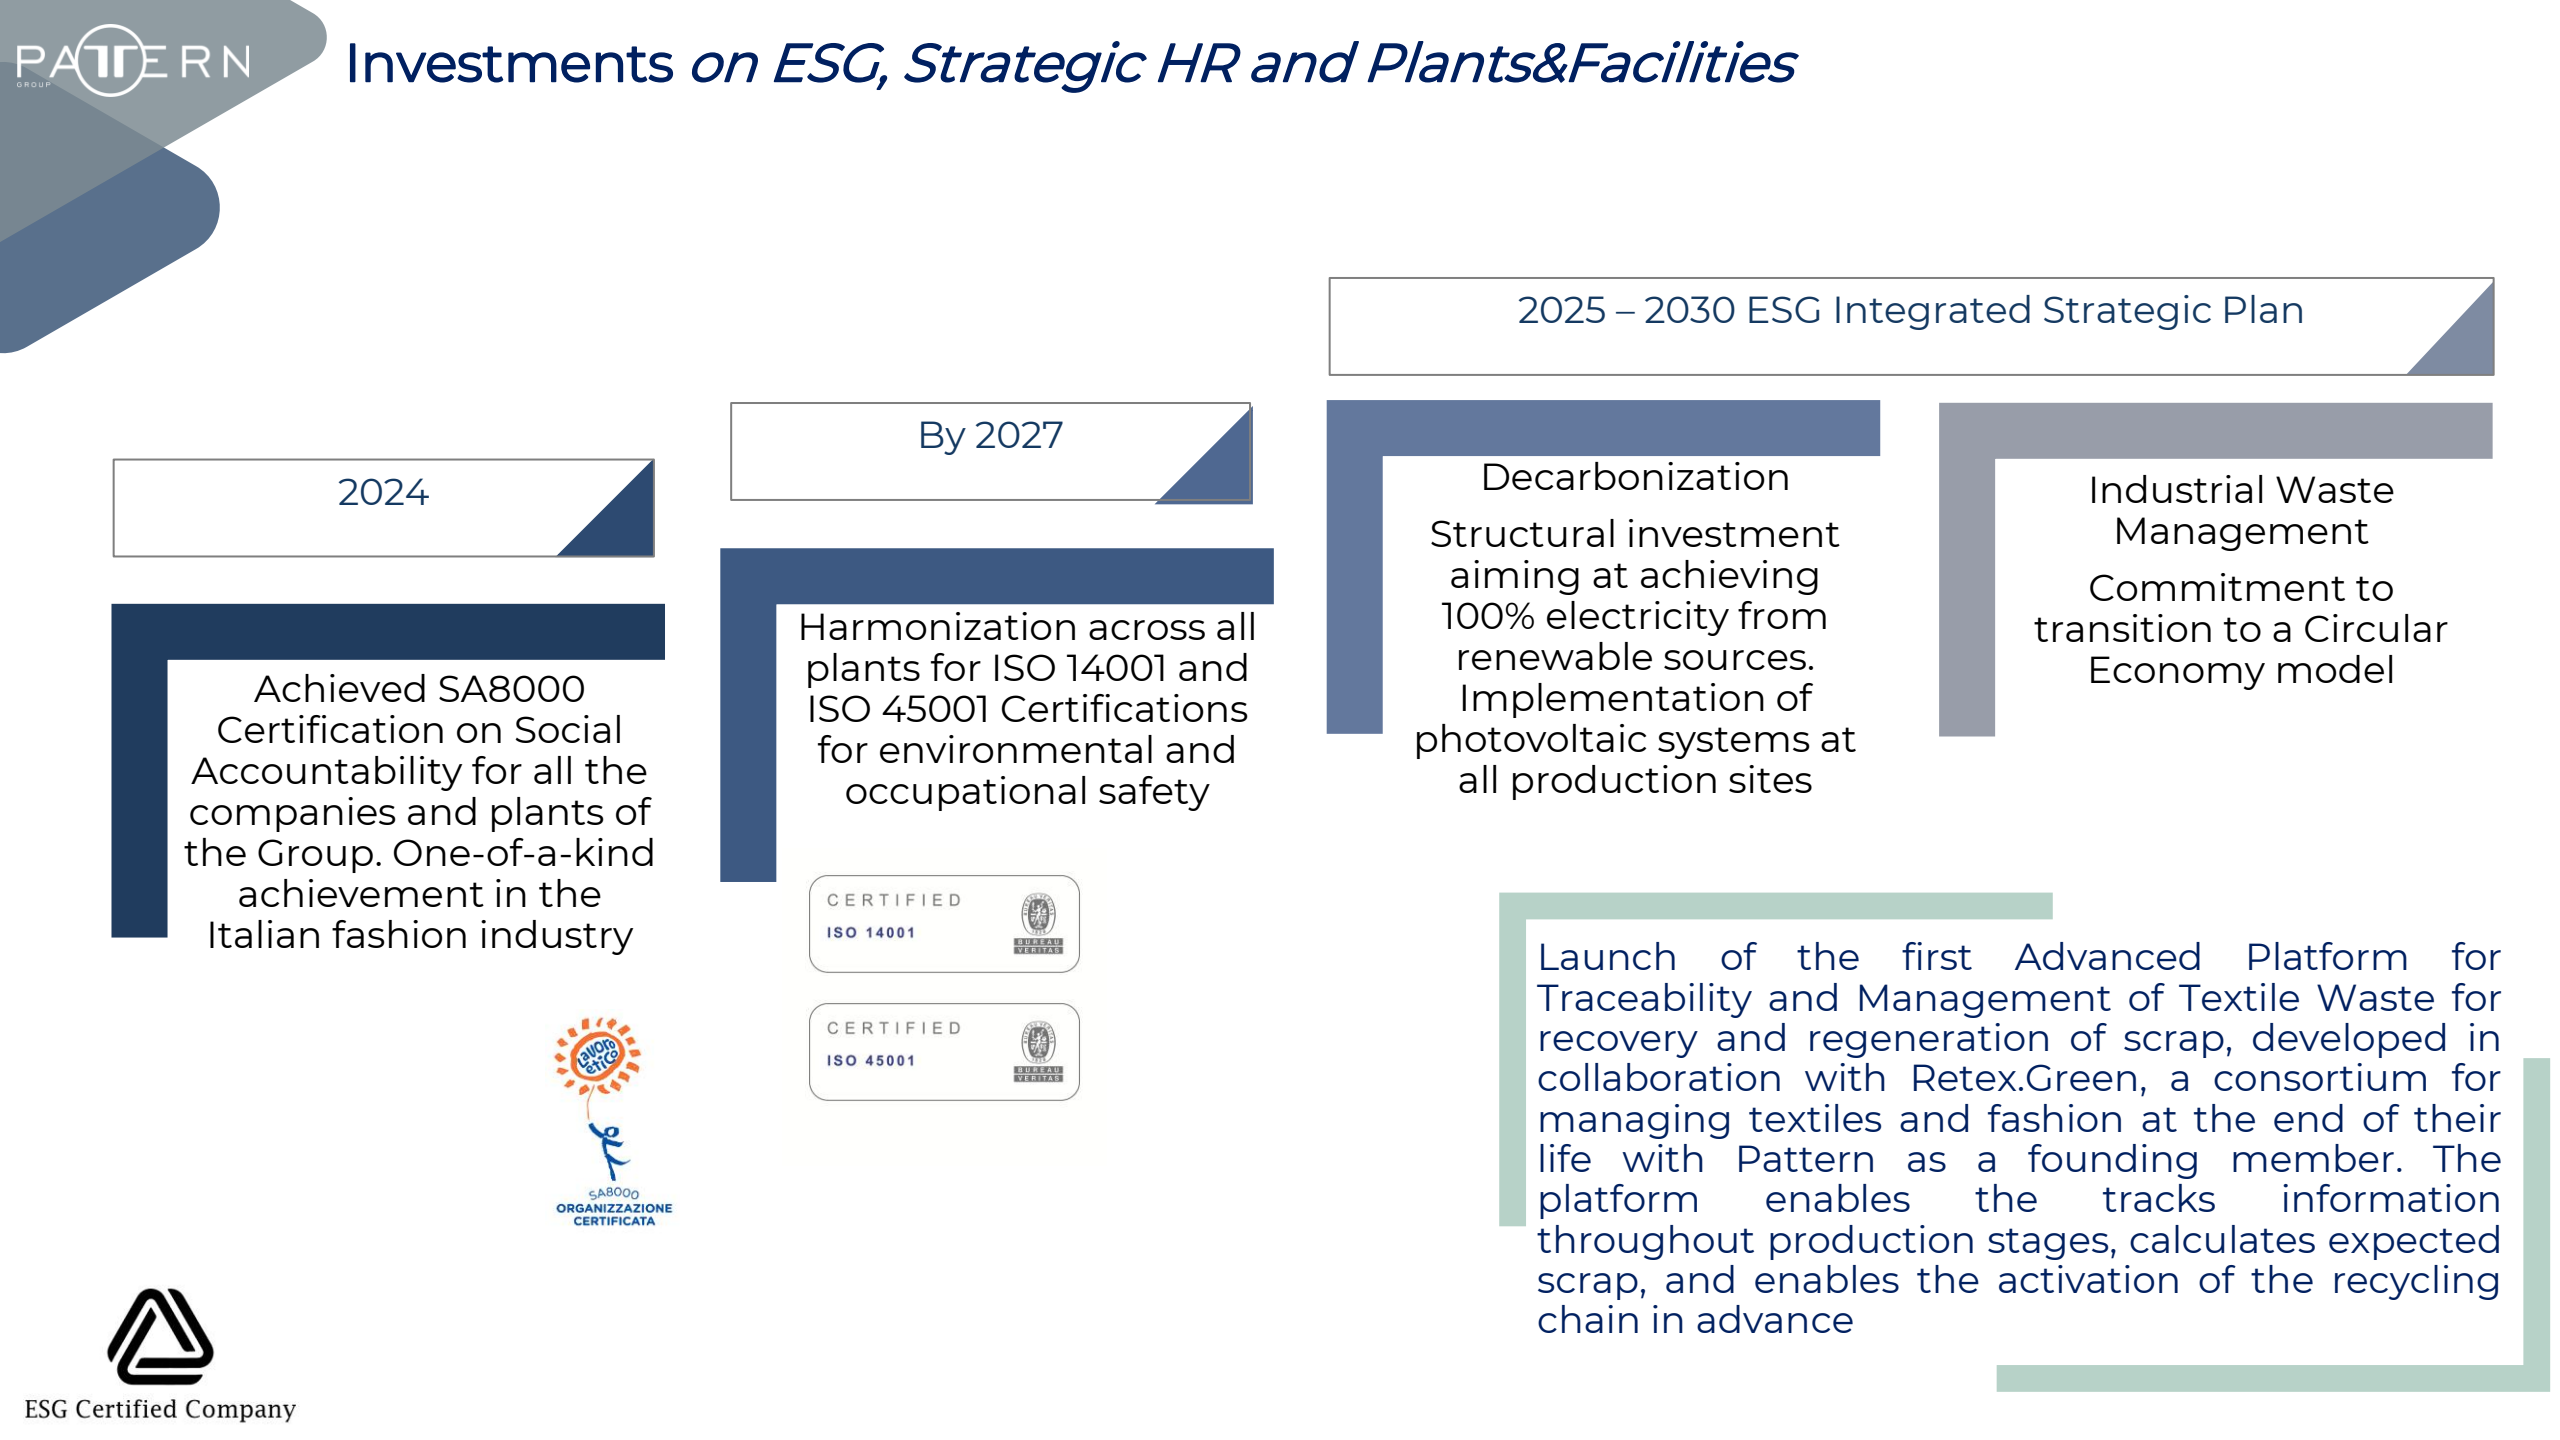 PATTERN
GROUP
Investments on ESG, Strategic HR and Plants&Facilities
2024
Achieved SA8000
Certification on Social
Accountability for all the
companies and plants of
the Group. One-of-a-kind
achievement in the
Italian fashion industry
lavoro
etico
SA8000
ORGANIZZAZIONE
CERTIFICATA
ESG Certified Company
By 2027
Harmonization across all
plants for ISO 14001 and
ISO 45001 Certifications
for environmental and
occupational safety
CERTIFIED
ISO 14001
BUREAU
VERITAS
CERTIFIED
ISO 45001
BUREAU
VERITAS
2025 – 2030 ESG Integrated Strategic Plan
Decarbonization
Structural investment
aiming at achieving
100% electricity from
renewable sources.
Implementation of
photovoltaic systems at
all production sites
Industrial Waste
Management
Commitment to
transition to a Circular
Economy model
Launch of the first Advanced Platform for
Traceability and Management of Textile Waste for
recovery and regeneration of scrap, developed in
collaboration with Retex.Green, a consortium for
managing textiles and fashion at the end of their
life with Pattern as a founding member. The
platform enables the tracks information
throughout production stages, calculates expected
scrap, and enables the activation of the recycling
chain in advance